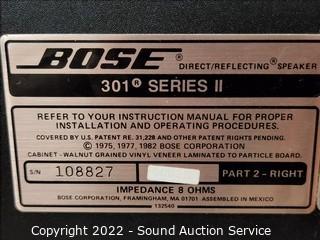 BOSE® DIRECT/REFLECTING® SPEAKER
301® SERIES II
REFER TO YOUR INSTRUCTION MANUAL FOR PROPER
INSTALLATION AND OPERATING PROCEDURES.
COVERED BY U.S. PATENT RE. 31,228 AND OTHER PATENT RIGHTS PENDING.
© 1975, 1977, 1982 BOSE CORPORATION
CABINET - WALNUT GRAINED VINYL VENEER LAMINATED TO PARTICLE BOARD.
S/N 108827 PART 2 - RIGHT
IMPEDANCE 8 OHMS
BOSE CORPORATION, FRAMINGHAM, MA 01701 ASSEMBLED IN MEXICO
132540
Copyright 2022 - Sound Auction Service